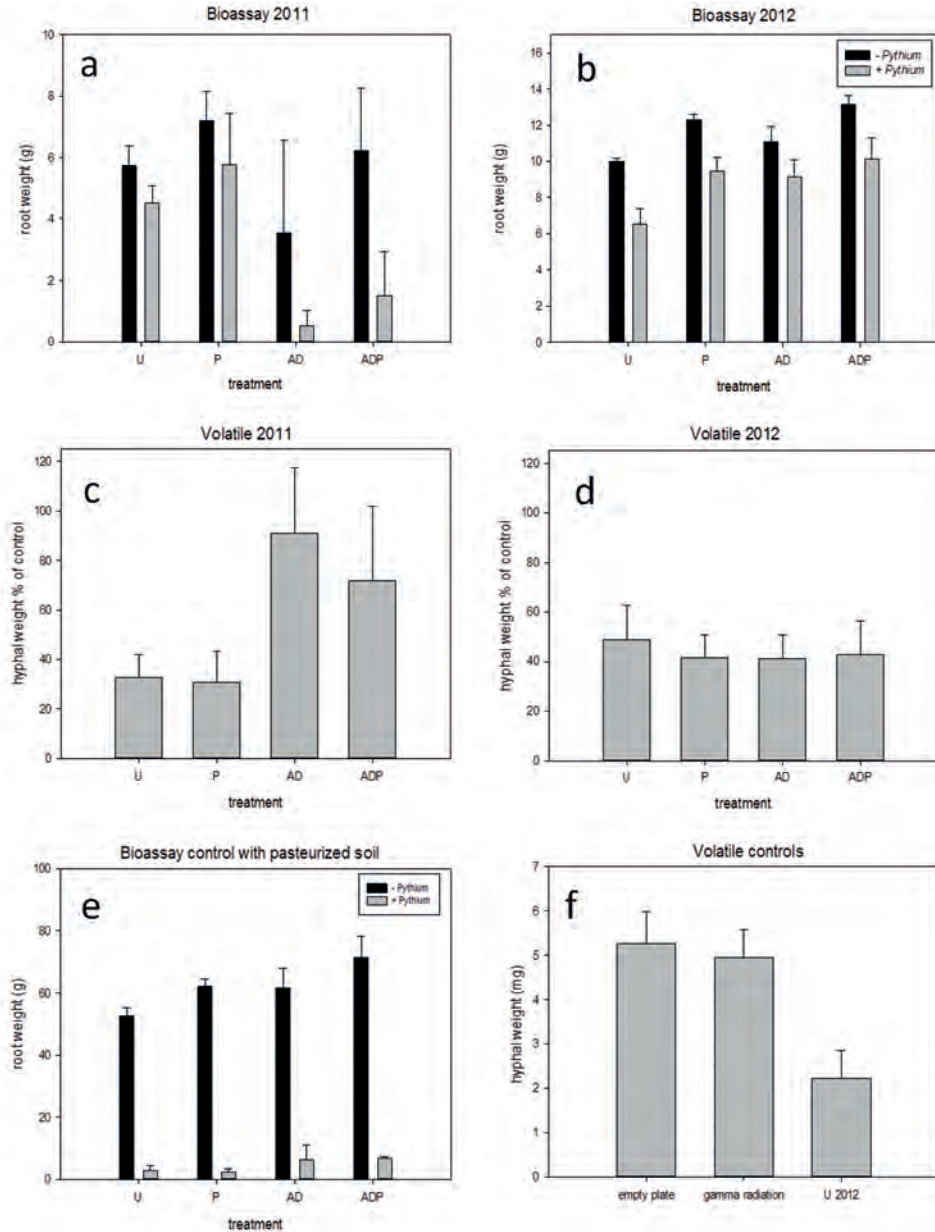 Bioassay 2011
a
10
8
6
4
2
0
root weight (g)
U P AD ADP
treatment
Bioassay 2012
b
- Pythium
+ Pythium
16
14
12
10
8
6
4
2
0
root weight (g)
U P AD ADP
treatment
Volatile 2011
c
120
100
80
60
40
20
0
hyphal weight % of control
U P AD ADP
treatment
Volatile 2012
d
120
100
80
60
40
20
0
hyphal weight % of control
U P AD ADP
treatment
Bioassay control with pasteurized soil
e
- Pythium
+ Pythium
100
80
60
40
20
0
root weight (g)
U P AD ADP
treatment
Volatile controls
f
7
6
5
4
3
2
1
0
hyphal weight (mg)
empty plate gamma radiation U 2012